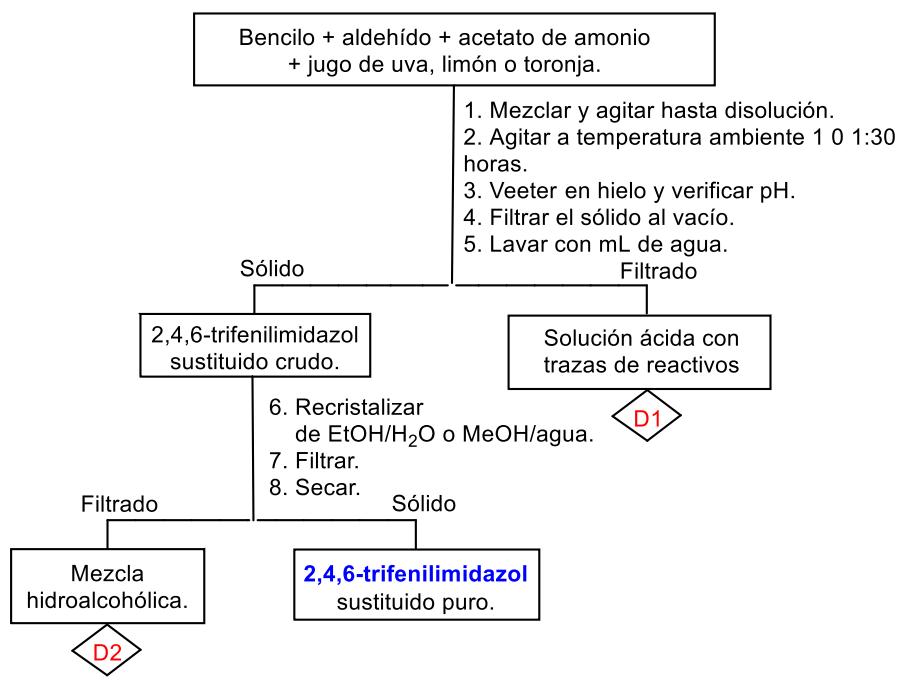 Bencilo + aldehído + acetato de amonio
+ jugo de uva, limón o toronja.
1. Mezclar y agitar hasta disolución.
2. Agitar a temperatura ambiente 1 0 1:30
horas.
3. Veeter en hielo y verificar pH.
4. Filtrar el sólido al vacío.
5. Lavar con mL de agua.
Sólido
Filtrado
2,4,6-trifenilimidazol
sustituido crudo.
Solución ácida con
trazas de reactivos
D1
6. Recristalizar
de EtOH/H₂O o MeOH/agua.
7. Filtrar.
8. Secar.
Filtrado
Sólido
Mezcla
hidroalcohólica.
D2
2,4,6-trifenilimidazol
sustituido puro.